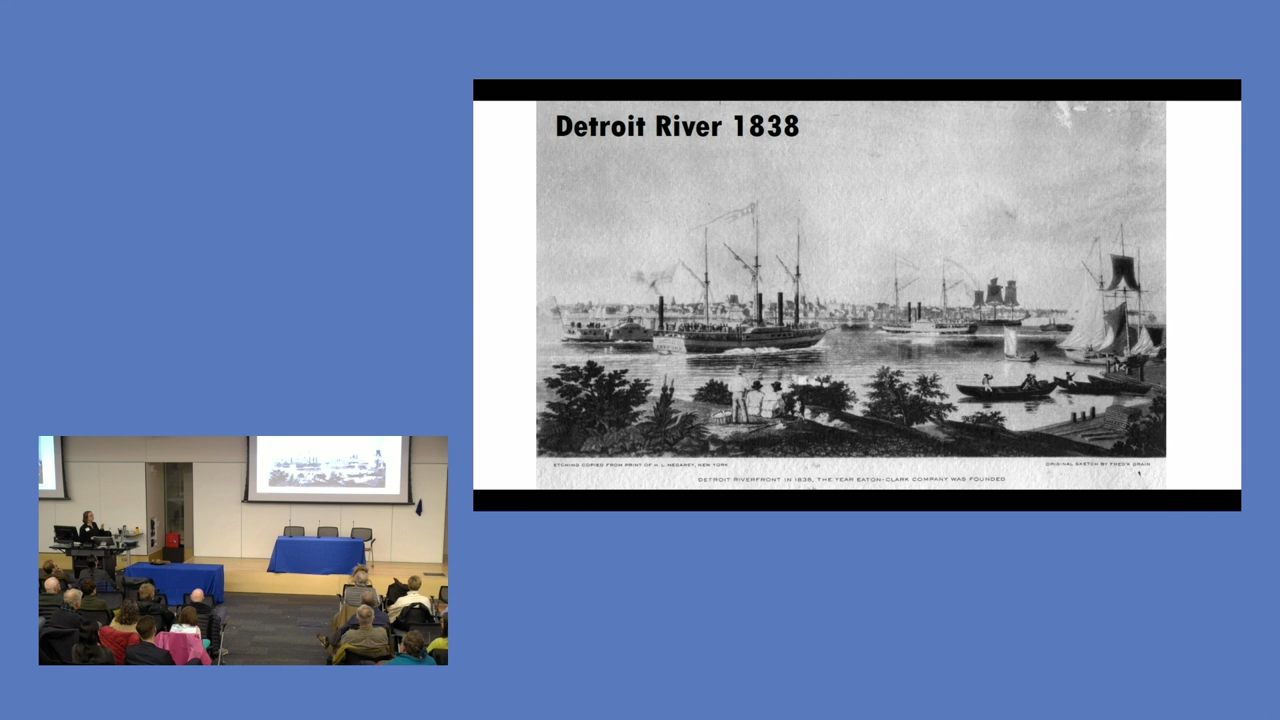 Detroit River 1838
ETCHING COPIED FROM PRINT OF H. L. MEGAREY, NEW YORK
ORIGINAL SKETCH BY FRED'K GRAIN
DETROIT RIVERFRONT IN 1838, THE YEAR EATON-CLARK COMPANY WAS FOUNDED